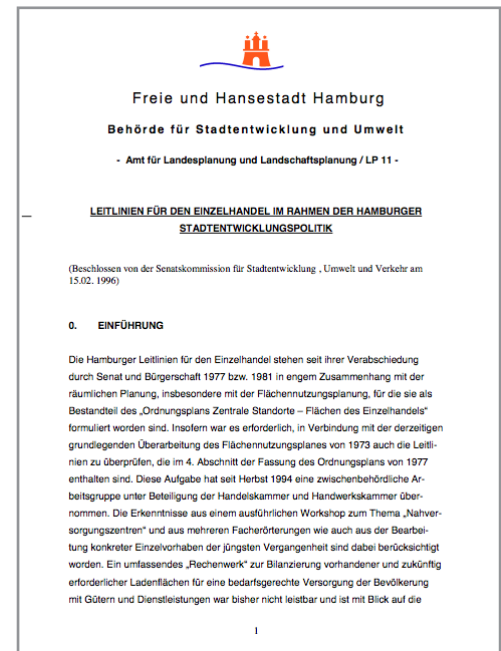 Freie und Hansestadt Hamburg
Behörde für Stadtentwicklung und Umwelt
- Amt für Landesplanung und Landschaftsplanung / LP 11 -
LEITLINIEN FÜR DEN EINZELHANDEL IM RAHMEN DER HAMBURGER
STADTENTWICKLUNGSPOLITIK
(Beschlossen von der Senatskommission für Stadtentwicklung , Umwelt und Verkehr am
15.02. 1996)
0. EINFÜHRUNG
Die Hamburger Leitlinien für den Einzelhandel stehen seit ihrer Verabschiedung
durch Senat und Bürgerschaft 1977 bzw. 1981 in engem Zusammenhang mit der
räumlichen Planung, insbesondere mit der Flächennutzungsplanung, für die sie als
Bestandteil des „Ordnungsplans Zentrale Standorte – Flächen des Einzelhandels"
formuliert worden sind. Insofern war es erforderlich, in Verbindung mit der derzeitigen
grundlegenden Überarbeitung des Flächennutzungsplanes von 1973 auch die Leitli-
nien zu überprüfen, die im 4. Abschnitt der Fassung des Ordnungsplans von 1977
enthalten sind. Diese Aufgabe hat seit Herbst 1994 eine zwischenbehördliche Ar-
beitsgruppe unter Beteiligung der Handelskammer und Handwerkskammer über-
nommen. Die Erkenntnisse aus einem ausführlichen Workshop zum Thema „Nahver-
sorgungszentren" und aus mehreren Facherörterungen wie auch aus der Bearbei-
tung konkreter Einzelvorhaben der jüngsten Vergangenheit sind dabei berücksichtigt
worden. Ein umfassendes „Rechenwerk" zur Bilanzierung vorhandener und zukünftig
erforderlicher Ladenflächen für eine bedarfsgerechte Versorgung der Bevölkerung
mit Gütern und Dienstleistungen war bisher nicht leistbar und ist mit Blick auf die
1